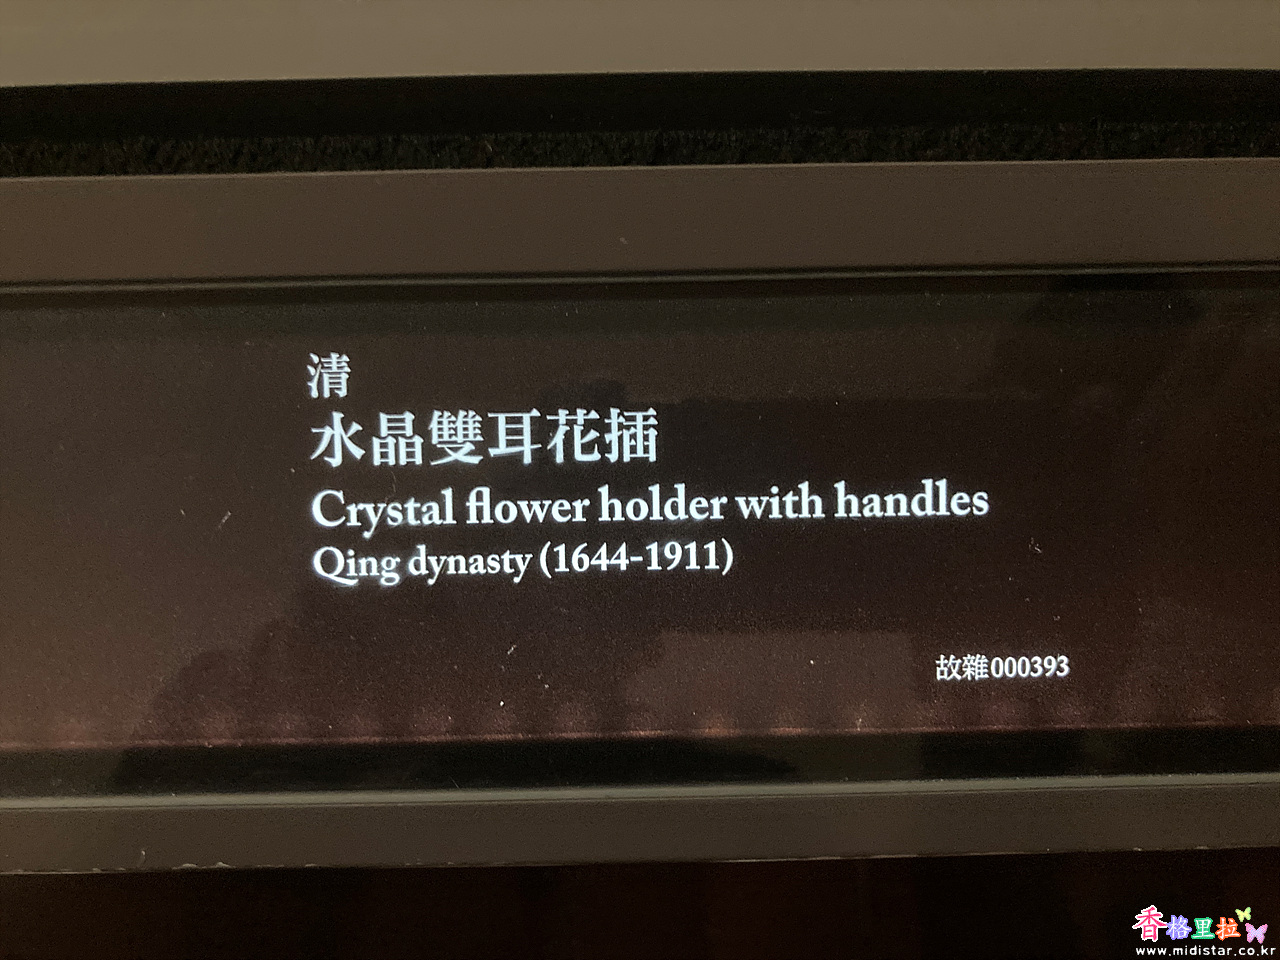 清
水晶雙耳花插
Crystal flower holder with handles
Qing dynasty (1644-1911)
故雜000393
香格里拉
www.midistar.co.kr